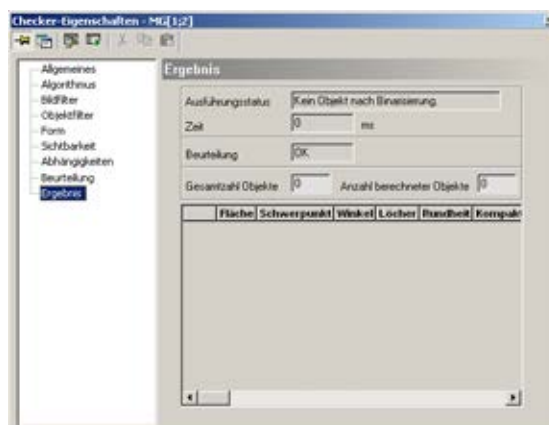 Checker-Eigenschaften - MG[1;2]
Allgemeines
Algorithmus
Bildfilter
Objektfilter
Form
Sichtbarkeit
Abhängigkeiten
Beurteilung
Ergebnis
Ergebnis
Ausführungsstatus Kein Objekt nach Binarisierung.
Zeit 0 ms
Beurteilung OK
Gesamtzahl Objekte 0 Anzahl berechneter Objekte 0
Fläche Schwerpunkt Winkel Löcher Rundheit Kompakt